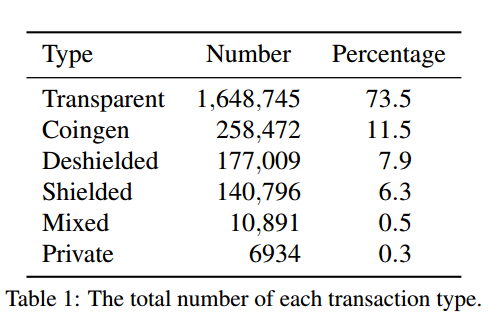 Type Number Percentage
Transparent 1,648,745 73.5
Coingen 258,472 11.5
Deshielded 177,009 7.9
Shielded 140,796 6.3
Mixed 10,891 0.5
Private 6934 0.3
Table 1: The total number of each transaction type.